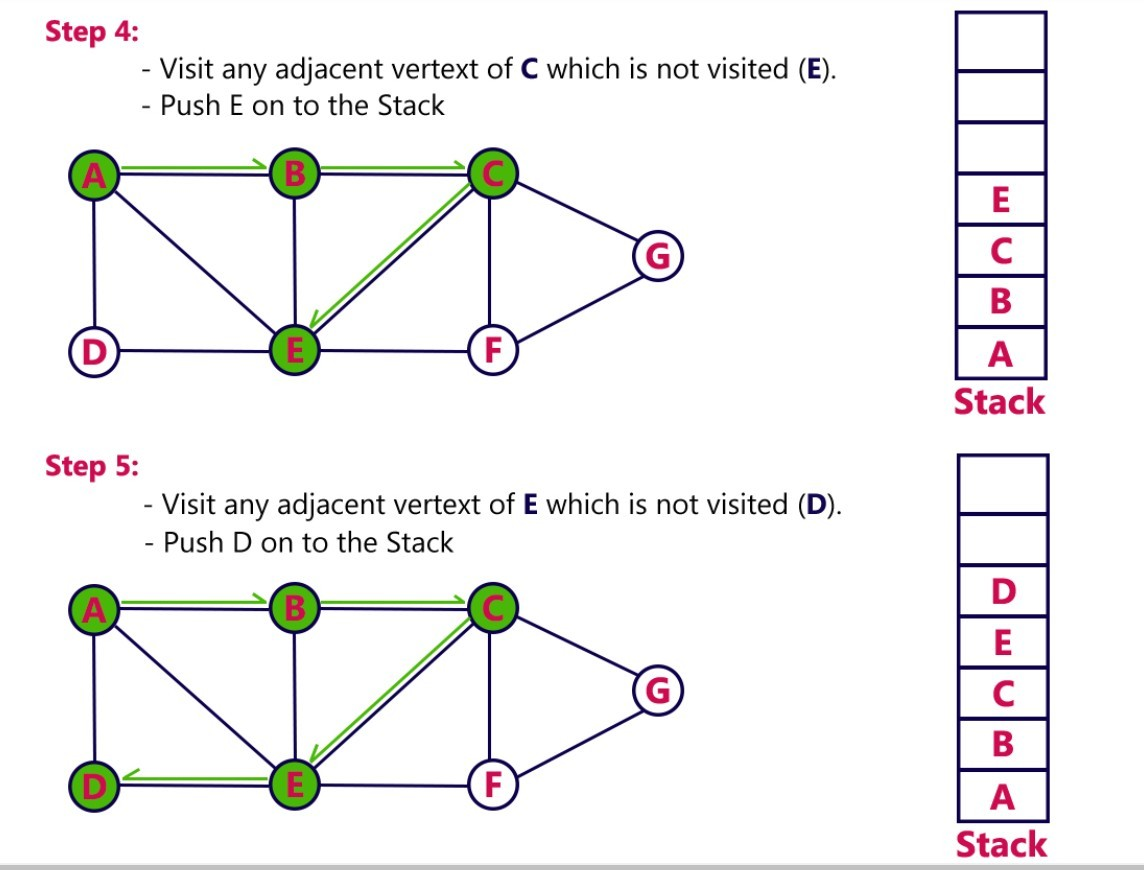 Step 4:
- Visit any adjacent vertext of C which is not visited (E).
- Push E on to the Stack
A
B
C
G
D
E
F
E
C
B
A
Stack
Step 5:
- Visit any adjacent vertext of E which is not visited (D).
- Push D on to the Stack
A
B
C
G
D
E
F
D
E
C
B
A
Stack